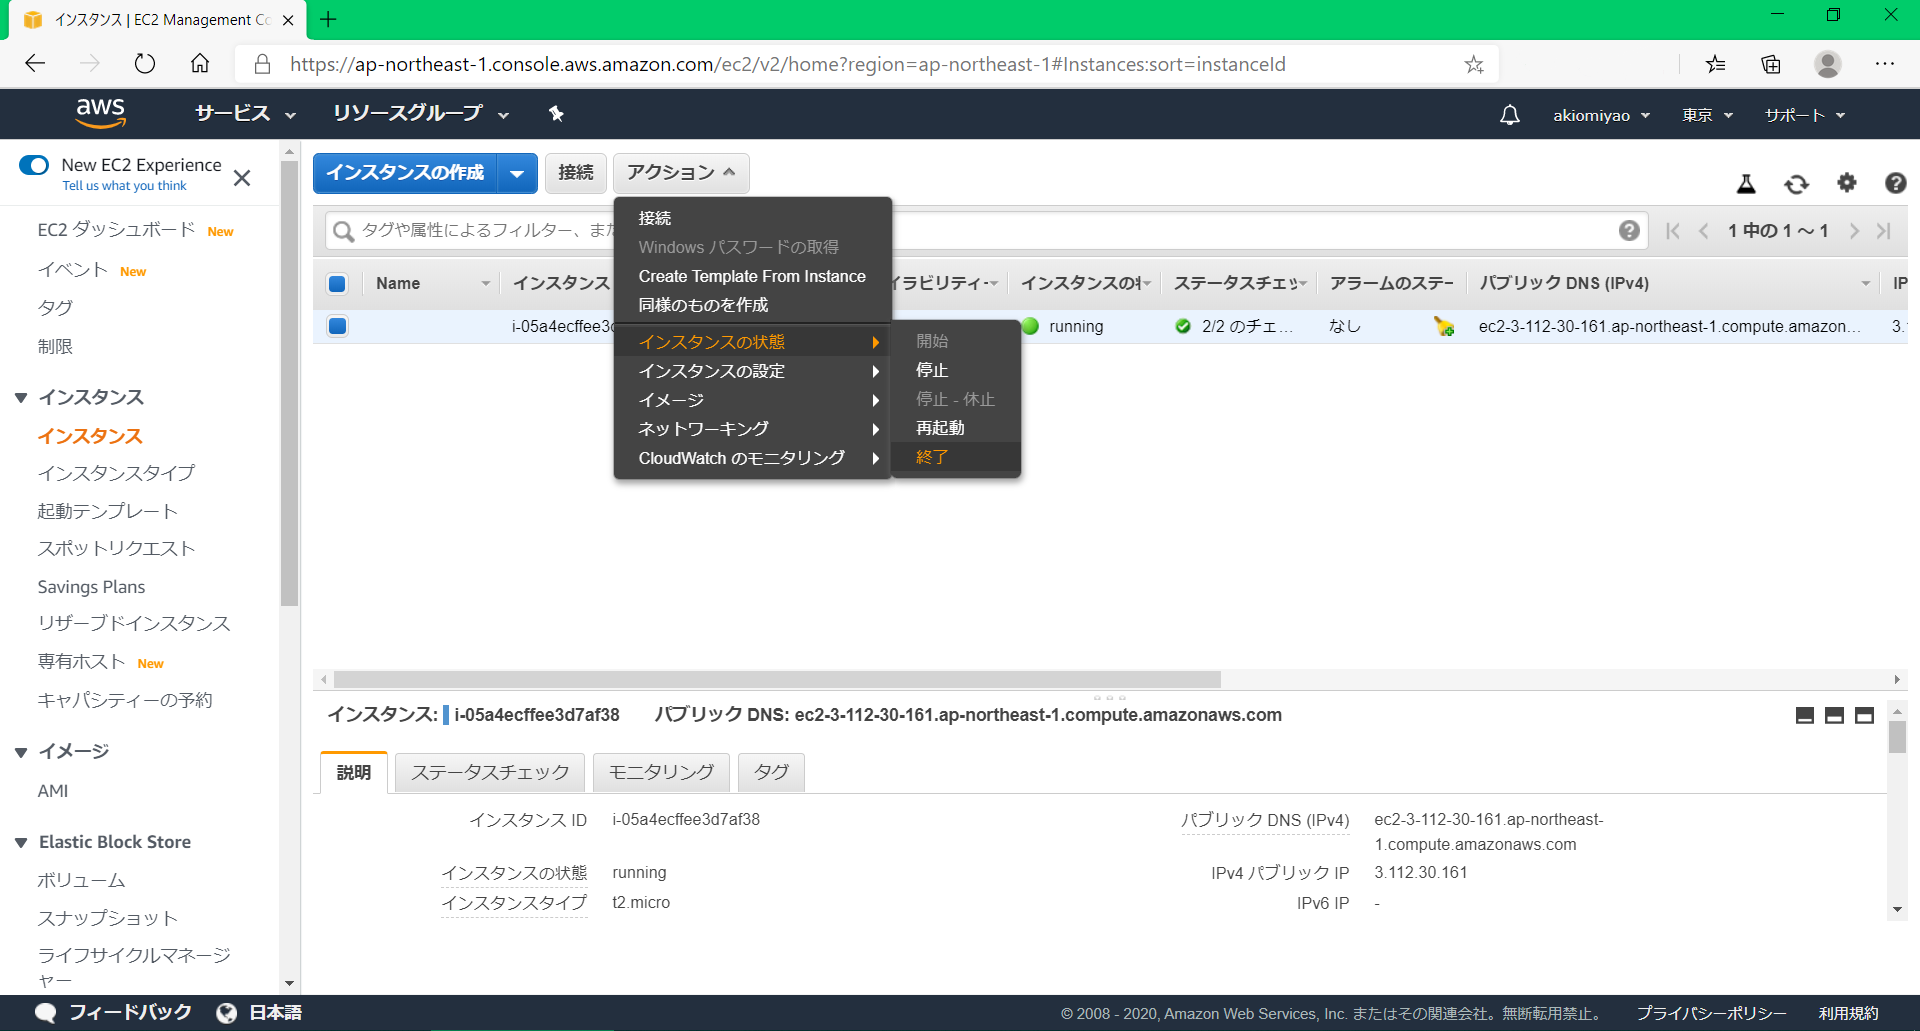 インスタンス | EC2 Management Co
https://ap-northeast-1.console.aws.amazon.com/ec2/v2/home?region=ap-northeast-1#Instances:sort=instanceId
aws
サービス
リソースグループ
akiomiyao
東京
サポート
New EC2 Experience
Tell us what you think
EC2 ダッシュボード New
イベント New
タグ
制限
インスタンス
インスタンス
インスタンスタイプ
起動テンプレート
スポットリクエスト
Savings Plans
リザーブドインスタンス
専有ホスト New
キャパシティーの予約
イメージ
AMI
Elastic Block Store
ボリューム
スナップショット
ライフサイクルマネージ
ャー
インスタンスの作成
接続
アクション
タグや属性によるフィルター、また
1 中の 1 ～ 1
接続
Windows パスワードの取得
Create Template From Instance
同様のものを作成
インスタンスの状態
インスタンスの設定
イメージ
ネットワーキング
CloudWatch のモニタリング
開始
停止
停止 - 休止
再起動
終了
Name
インスタンス
イラビリティー
インスタンスの
ステータスチェッ
アラームのステー
パブリック DNS (IPv4)
IP
i-05a4ecffee3
running
2/2 のチェ...
なし
ec2-3-112-30-161.ap-northeast-1.compute.amazon...
3.
インスタンス: i-05a4ecffee3d7af38 パブリック DNS: ec2-3-112-30-161.ap-northeast-1.compute.amazonaws.com
説明
ステータスチェック
モニタリング
タグ
インスタンス ID i-05a4ecffee3d7af38
インスタンスの状態 running
インスタンスタイプ t2.micro
パブリック DNS (IPv4) ec2-3-112-30-161.ap-northeast-
1.compute.amazonaws.com
IPv4 パブリック IP 3.112.30.161
IPv6 IP -
フィードバック
日本語
© 2008 - 2020, Amazon Web Services, Inc. またはその関連会社。無断転用禁止。
プライバシーポリシー
利用規約